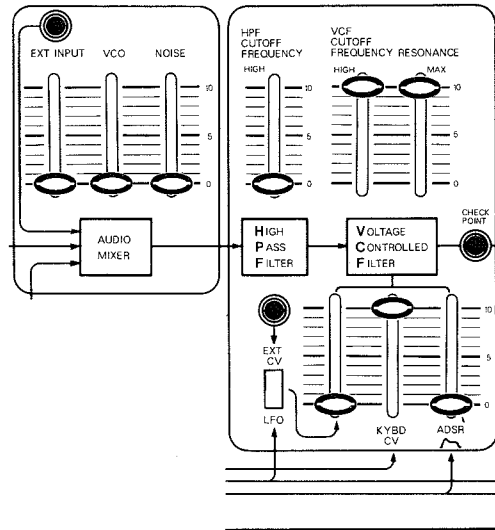 EXT INPUT VCO NOISE
10
5
0
AUDIO
MIXER
HPF
CUTOFF
FREQUENCY
HIGH
10
5
0
VCF
CUTOFF
FREQUENCY RESONANCE
HIGH MAX
10
5
0
HIGH
PASS
FILTER
VOLTAGE
CONTROLLED
FILTER
CHECK
POINT
EXT
CV
LFO
10
5
0
KYBD
CV
ADSR